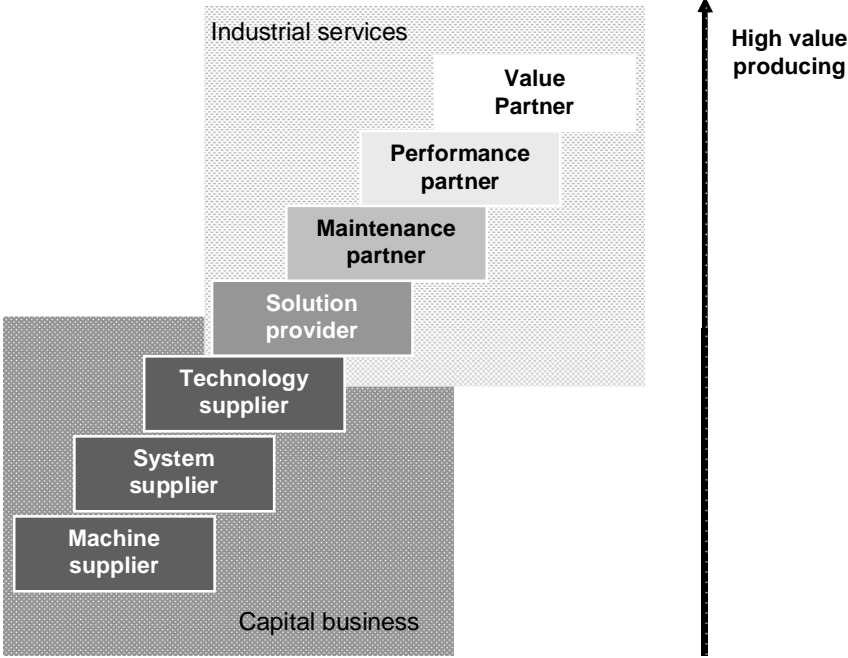 Industrial services
High value
producing
Value
Partner
Performance
partner
Maintenance
partner
Solution
provider
Technology
supplier
System
supplier
Machine
supplier
Capital business